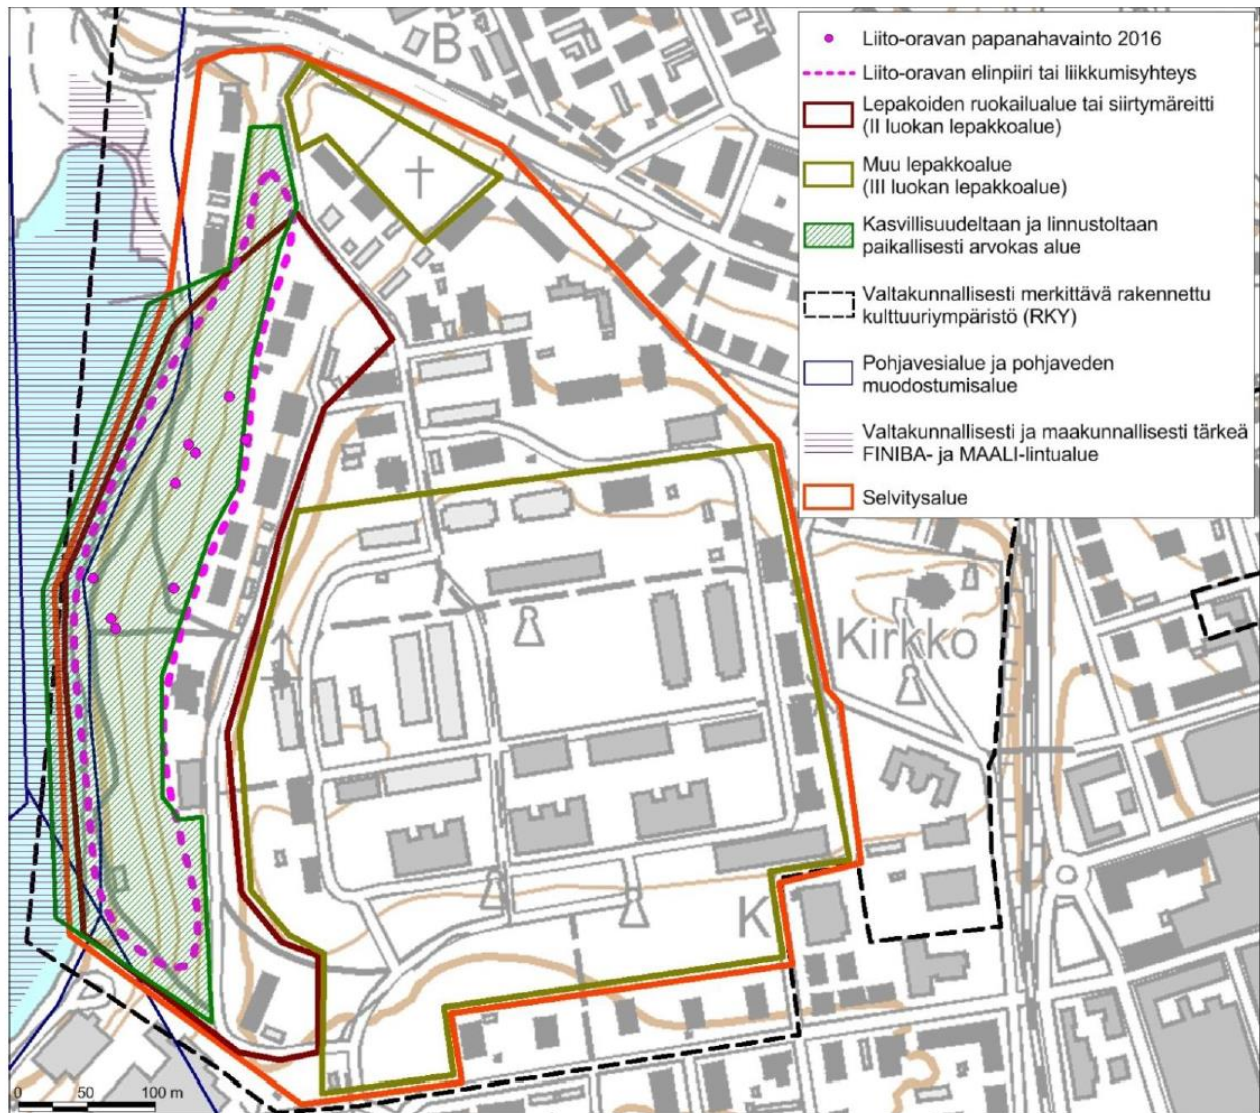 B
Liito-oravan papanahavainto 2016
Liito-oravan elinpiiri tai liikkumisyhteys
Lepakoiden ruokailualue tai siirtymäreitti
(II luokan lepakkoalue)
Muu lepakkoalue
(III luokan lepakkoalue)
Kasvillisuudeltaan ja linnustoltaan
paikallisesti arvokas alue
Valtakunnallisesti merkittävä rakennettu
kulttuuriympäristö (RKY)
Pohjavesialue ja pohjaveden
muodostumisalue
Valtakunnallisesti ja maakunnallisesti tärkeä
FINIBA- ja MAALI-lintualue
Selvitysalue
Kirkko
K
0 50 100 m